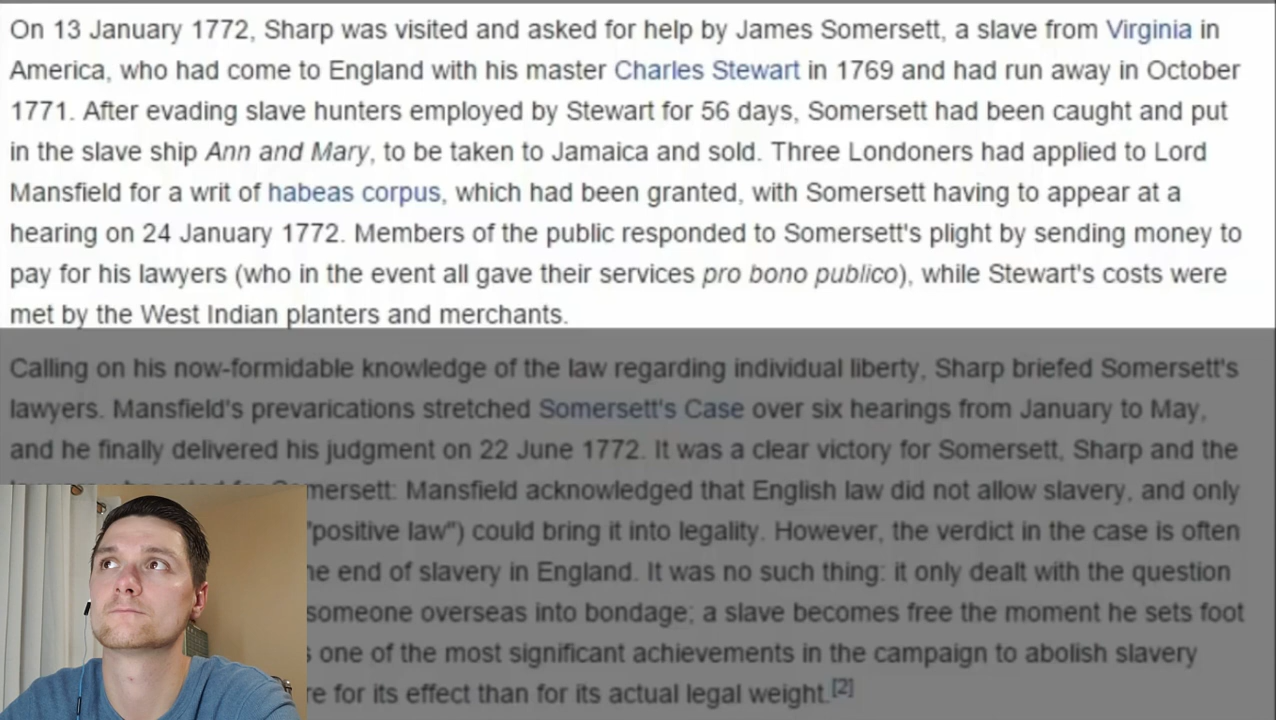 On 13 January 1772, Sharp was visited and asked for help by James Somersett, a slave from Virginia in
America, who had come to England with his master Charles Stewart in 1769 and had run away in October
1771. After evading slave hunters employed by Stewart for 56 days, Somersett had been caught and put
in the slave ship Ann and Mary, to be taken to Jamaica and sold. Three Londoners had applied to Lord
Mansfield for a writ of habeas corpus, which had been granted, with Somersett having to appear at a
hearing on 24 January 1772. Members of the public responded to Somersett's plight by sending money to
pay for his lawyers (who in the event all gave their services pro bono publico), while Stewart's costs were
met by the West Indian planters and merchants.
Calling on his now-formidable knowledge of the law regarding individual liberty, Sharp briefed Somersett's
lawyers. Mansfield's prevarications stretched Somersett's Case over six hearings from January to May,
and he finally delivered his judgment on 22 June 1772. It was a clear victory for Somersett, Sharp and the
mersett: Mansfield acknowledged that English law did not allow slavery, and only
"positive law") could bring it into legality. However, the verdict in the case is often
end of slavery in England. It was no such thing: it only dealt with the question
someone overseas into bondage; a slave becomes free the moment he sets foot
one of the most significant achievements in the campaign to abolish slavery
for its effect than for its actual legal weight.[2]